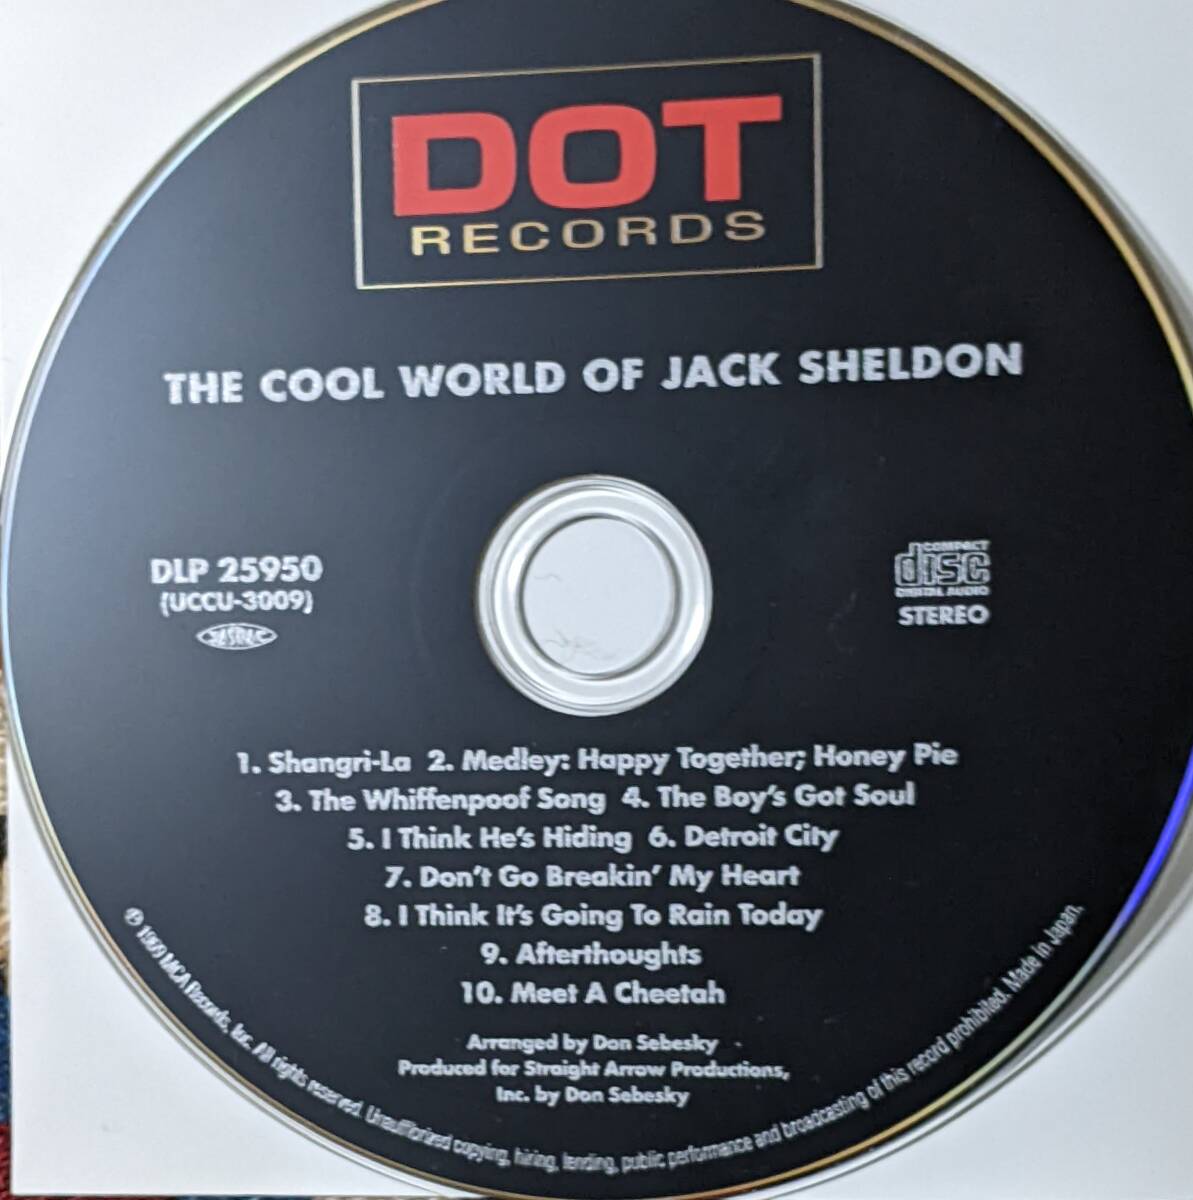 DOT
RECORDS
THE COOL WORLD OF JACK SHELDON
DLP 25950
(UCCU-3009)
JASRAC
COMPACT
disc
DIGITAL AUDIO
STEREO
1. Shangri-La 2. Medley: Happy Together; Honey Pie
3. The Whiffenpoof Song 4. The Boy's Got Soul
5. I Think He's Hiding 6. Detroit City
7. Don't Go Breakin' My Heart
8. I Think It's Going To Rain Today
9. Afterthoughts
10. Meet A Cheetah
Arranged by Don Sebesky
Produced for Straight Arrow Productions,
Inc. by Don Sebesky
℗ 1969 MCA Records, Inc. All rights reserved. Unauthorized copying, hiring, lending, public performance and broadcasting of this record prohibited. Made in Japan.